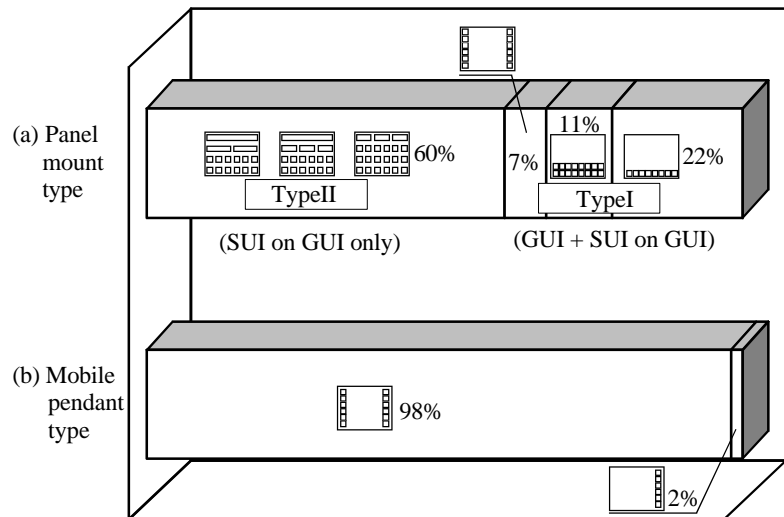 (a) Panel
mount
type
60%
TypeII
(SUI on GUI only)
7%
11%
22%
TypeI
(GUI + SUI on GUI)
(b) Mobile
pendant
type
98%
2%